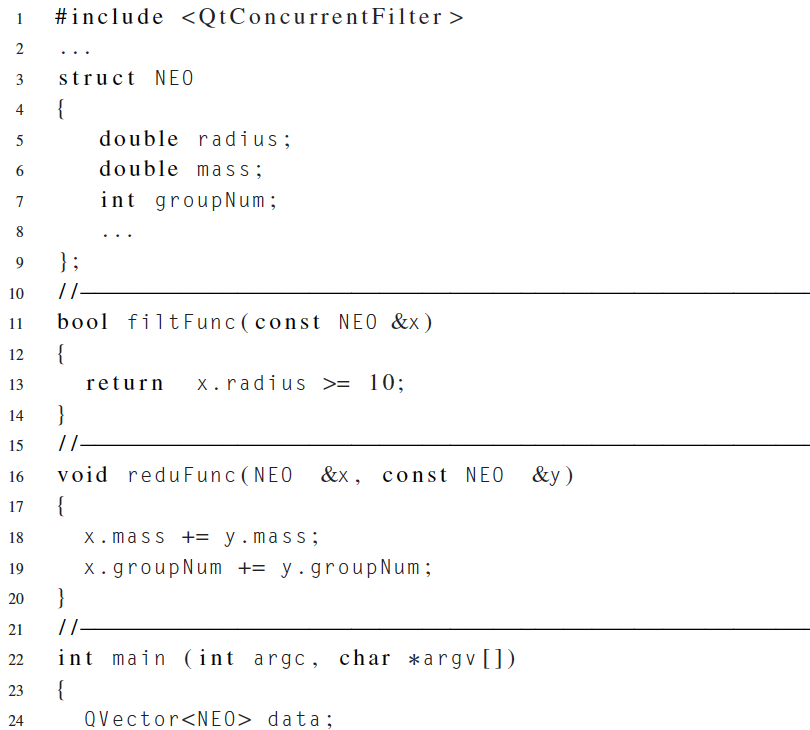 1 #include <QtConcurrentFilter>
2 ...
3 struct NEO
4 {
5 double radius;
6 double mass;
7 int groupNum;
8 ...
9 };
10 //
11 bool filtFunc(const NEO &x)
12 {
13 return x.radius >= 10;
14 }
15 //
16 void reduFunc(NEO &x, const NEO &y)
17 {
18 x.mass += y.mass;
19 x.groupNum += y.groupNum;
20 }
21 //
22 int main (int argc, char *argv[])
23 {
24 QVector<NEO> data;